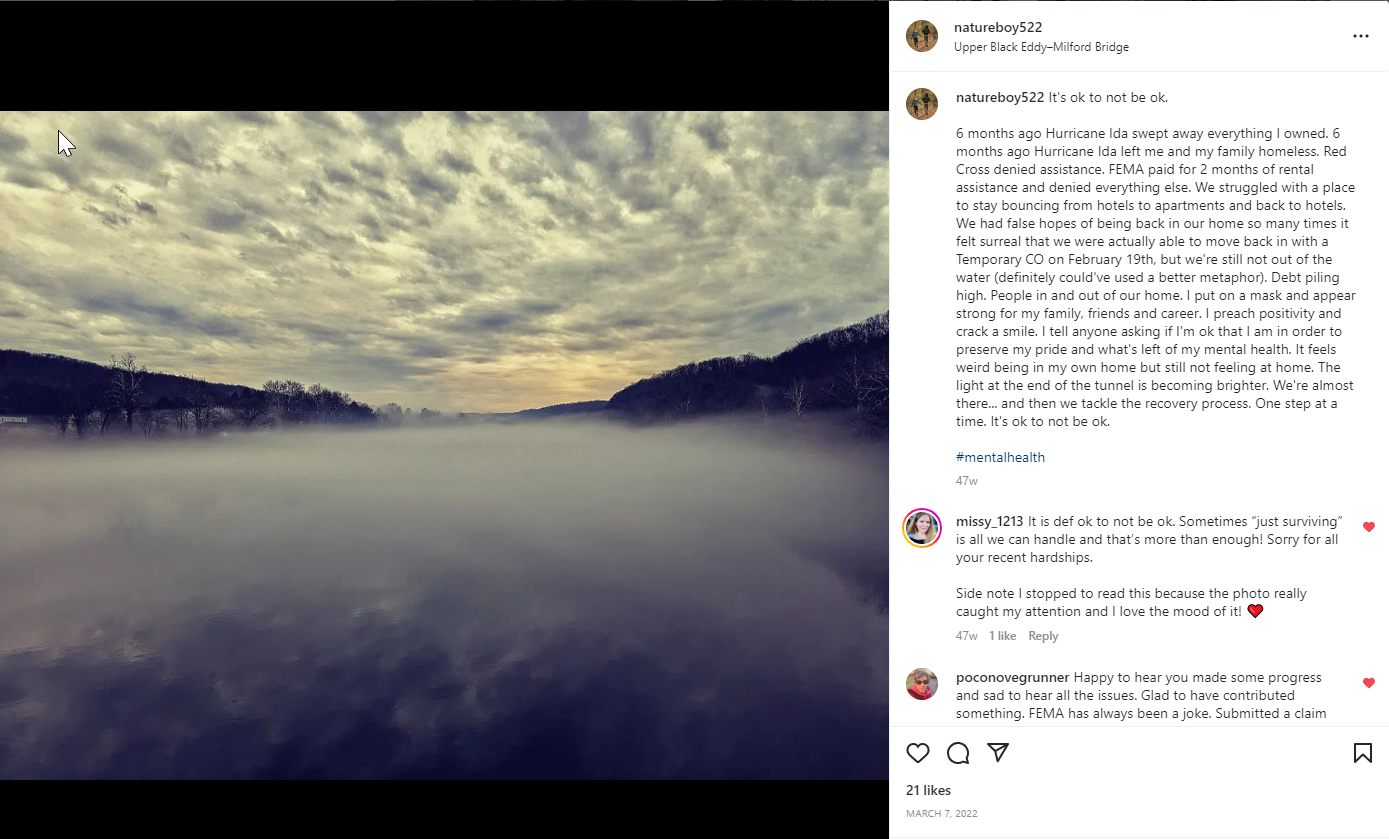 natureboy522
Upper Black Eddy–Milford Bridge
natureboy522 It's ok to not be ok.
6 months ago Hurricane Ida swept away everything I owned. 6
months ago Hurricane Ida left me and my family homeless. Red
Cross denied assistance. FEMA paid for 2 months of rental
assistance and denied everything else. We struggled with a place
to stay bouncing from hotels to apartments and back to hotels.
We had false hopes of being back in our home so many times it
felt surreal that we were actually able to move back in with a
Temporary CO on February 19th, but we're still not out of the
water (definitely could've used a better metaphor). Debt piling
high. People in and out of our home. I put on a mask and appear
strong for my family, friends and career. I preach positivity and
crack a smile. I tell anyone asking if I'm ok that I am in order to
preserve my pride and what's left of my mental health. It feels
weird being in my own home but still not feeling at home. The
light at the end of the tunnel is becoming brighter. We're almost
there... and then we tackle the recovery process. One step at a
time. It's ok to not be ok.
#mentalhealth
47w
missy_1213 It is def ok to not be ok. Sometimes “just surviving”
is all we can handle and that’s more than enough! Sorry for all
your recent hardships.
Side note I stopped to read this because the photo really
caught my attention and I love the mood of it! ❤️
47w 1 like Reply
poconovegrunner Happy to hear you made some progress
and sad to hear all the issues. Glad to have contributed
something. FEMA has always been a joke. Submitted a claim
21 likes
MARCH 7, 2022